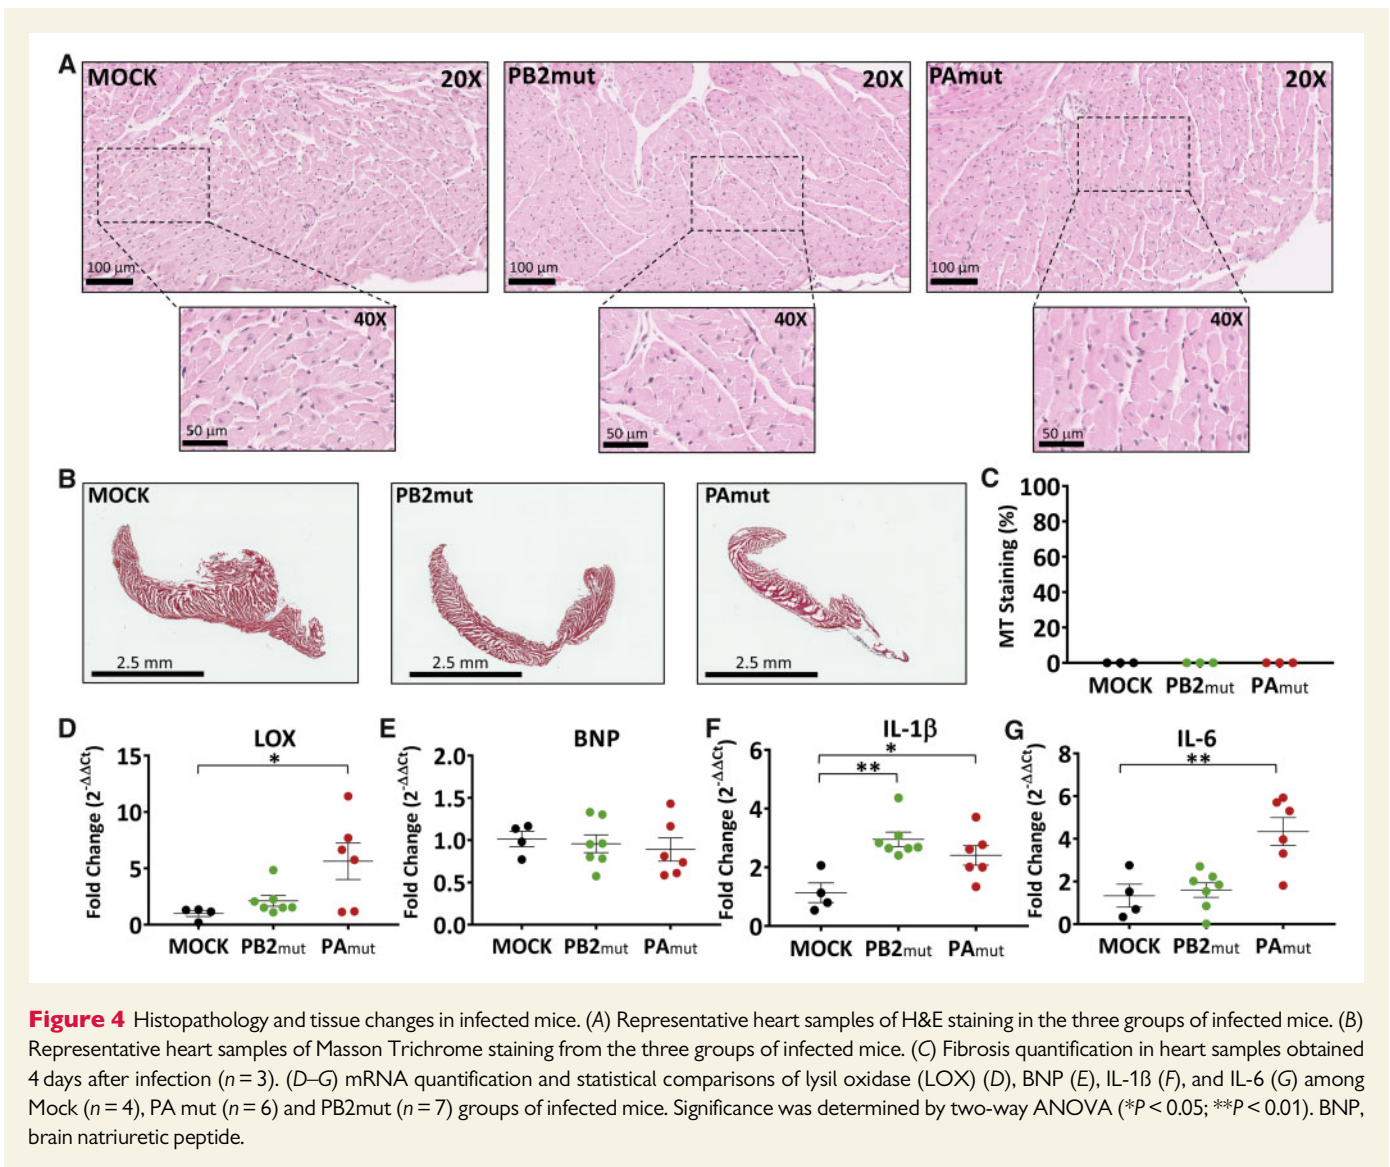 A
MOCK 20X
PB2mut 20X
PAmut 20X
100 µm
100 µm
100 µm
40X
40X
40X
50 µm
50 µm
50 µm
B
MOCK
PB2mut
PAmut
2.5 mm
2.5 mm
2.5 mm
C
MT Staining (%)
100
80
60
40
20
0
MOCK PB2mut PAmut
D
LOX
Fold Change (2^-ΔΔCt)
15
10
5
0
*
MOCK PB2mut PAmut
E
BNP
Fold Change (2^-ΔΔCt)
2.0
1.5
1.0
0.5
0.0
MOCK PB2mut PAmut
F
IL-1β
Fold Change (2^-ΔΔCt)
6
4
2
0
*
**
MOCK PB2mut PAmut
G
IL-6
Fold Change (2^-ΔΔCt)
8
6
4
2
0
**
MOCK PB2mut PAmut
Figure 4 Histopathology and tissue changes in infected mice. (A) Representative heart samples of H&E staining in the three groups of infected mice. (B)
Representative heart samples of Masson Trichrome staining from the three groups of infected mice. (C) Fibrosis quantification in heart samples obtained
4 days after infection (n = 3). (D–G) mRNA quantification and statistical comparisons of lysil oxidase (LOX) (D), BNP (E), IL-1ß (F), and IL-6 (G) among
Mock (n = 4), PA mut (n = 6) and PB2mut (n = 7) groups of infected mice. Significance was determined by two-way ANOVA (*P < 0.05; **P < 0.01). BNP,
brain natriuretic peptide.